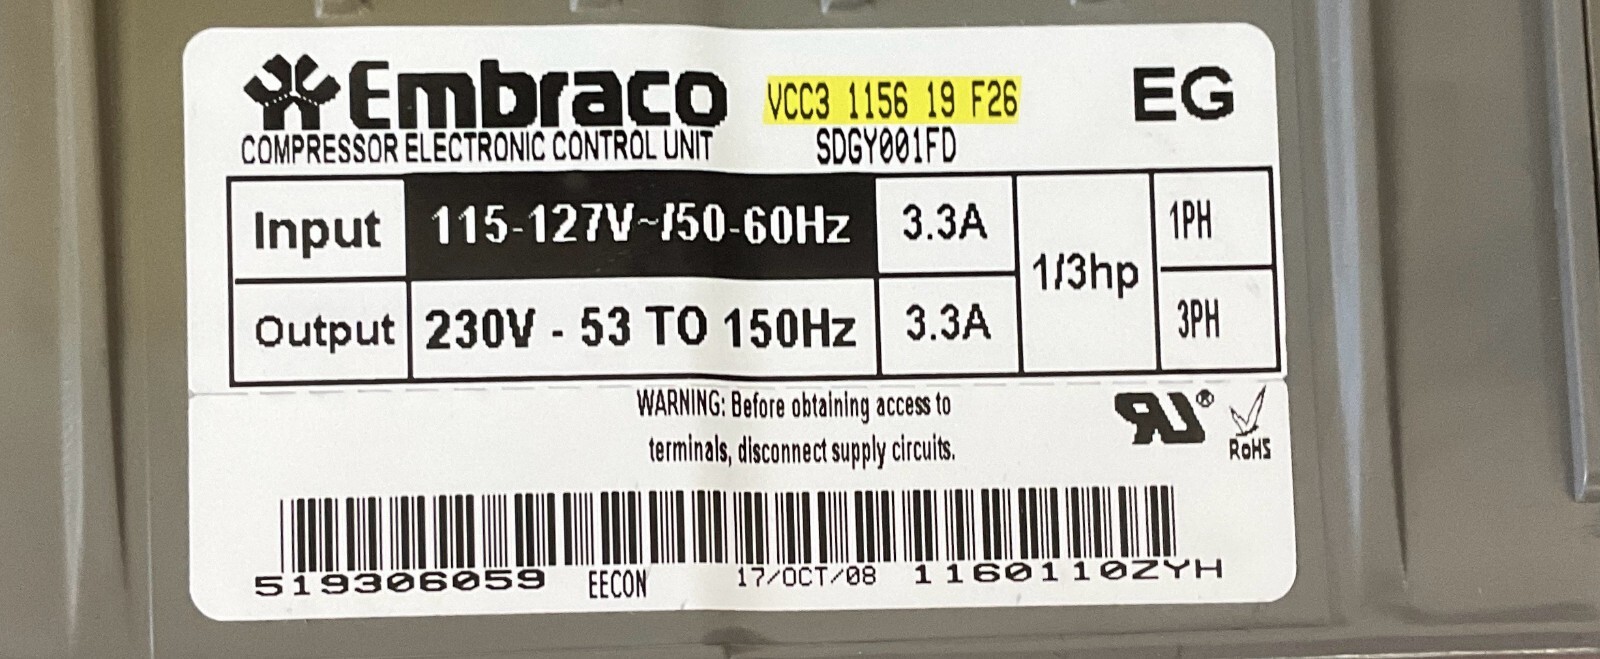 Embraco VCC3 1156 19 F26 EG
COMPRESSOR ELECTRONIC CONTROL UNIT SDGY001FD
Input 115-127V~/50-60Hz 3.3A 1/3hp 1PH
Output 230V - 53 TO 150Hz 3.3A 3PH
WARNING: Before obtaining access to
terminals, disconnect supply circuits.
RU® RoHS
519306059 EECON 17/OCT/08 1160110ZYH